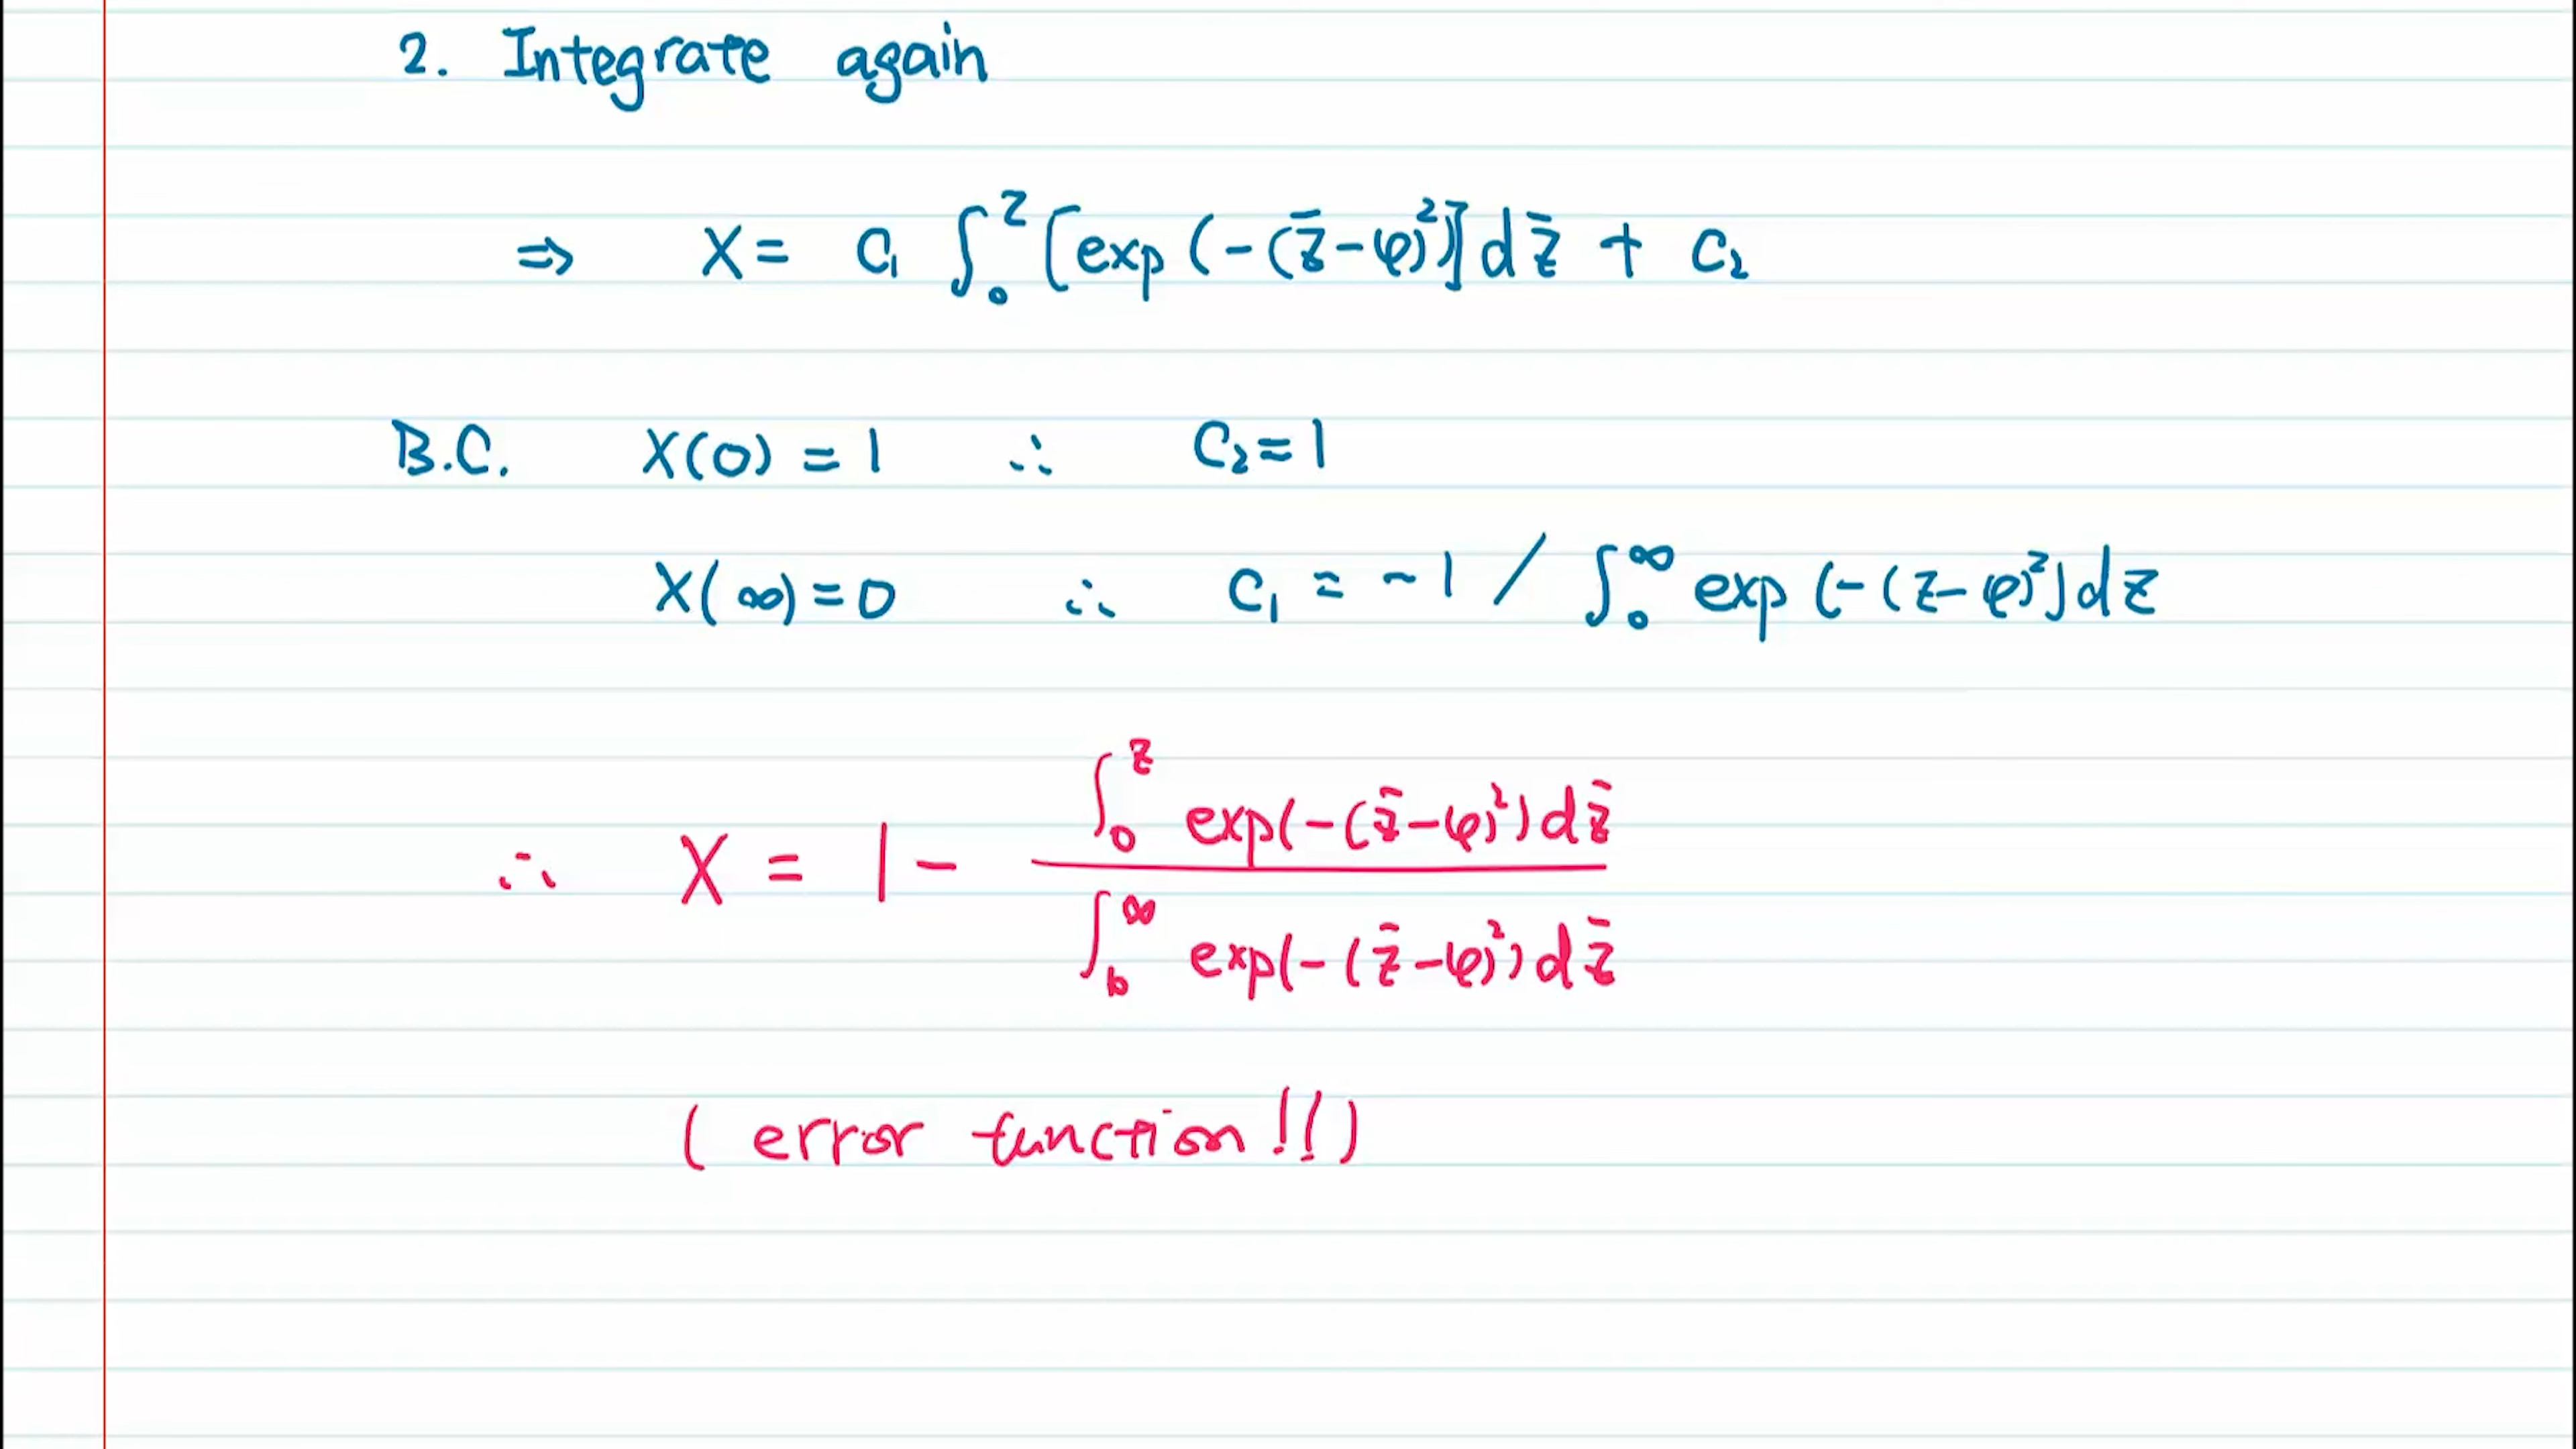 2. Integrate again
⇒ X = C₁ ∫₀^Z [exp (-(z̄-φ)²)] dz̄ + C₂
B.C. X(0) = 1 ∴ C₂ = 1
X(∞) = 0 ∴ C₁ = -1 / ∫₀^∞ exp (-(z-φ)²) dz
∴ X = 1 - ∫₀^z exp(-(z̄-φ)²) dz̄
∫₀^∞ exp(-(z̄-φ)²) dz̄
( error function!!)